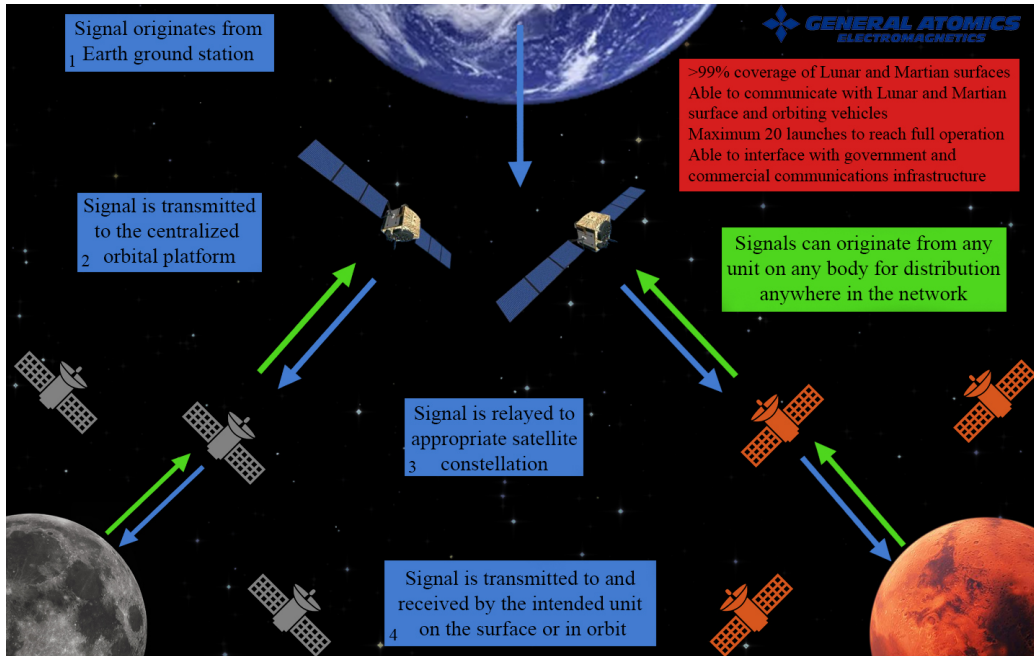 Signal originates from
Earth ground station
1
GENERAL ATOMICS
ELECTROMAGNETICS
>99% coverage of Lunar and Martian surfaces
Able to communicate with Lunar and Martian
surface and orbiting vehicles
Maximum 20 launches to reach full operation
Able to interface with government and
commercial communications infrastructure
Signal is transmitted
to the centralized
2 orbital platform
Signals can originate from any
unit on any body for distribution
anywhere in the network
Signal is relayed to
appropriate satellite
3 constellation
Signal is transmitted to and
received by the intended unit
4 on the surface or in orbit